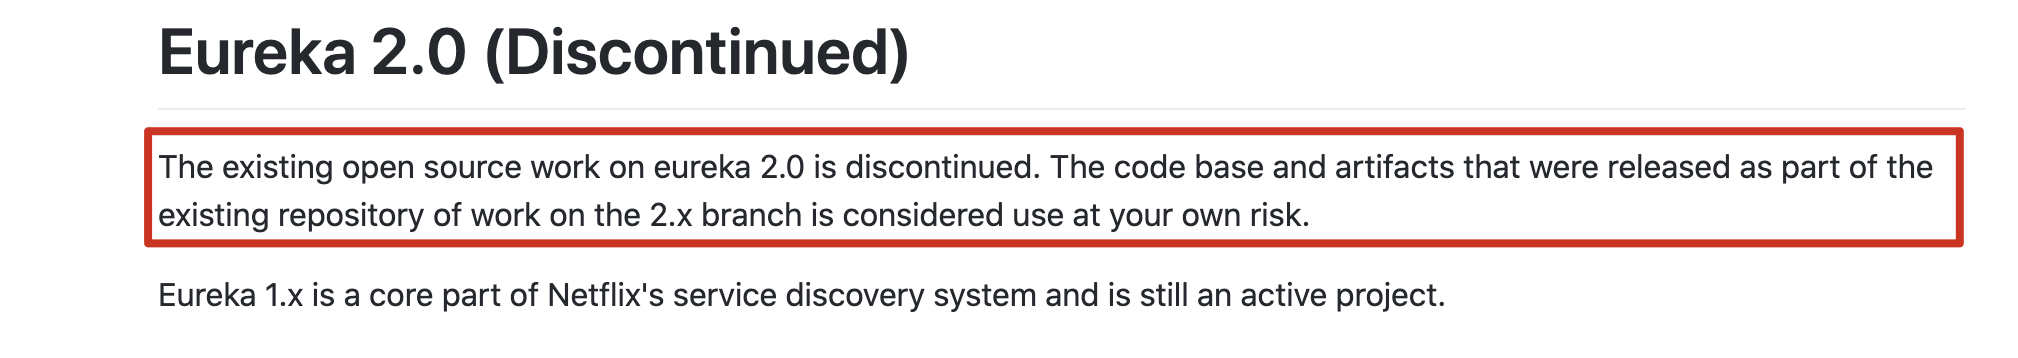 Eureka 2.0 (Discontinued)
The existing open source work on eureka 2.0 is discontinued. The code base and artifacts that were released as part of the
existing repository of work on the 2.x branch is considered use at your own risk.
Eureka 1.x is a core part of Netflix's service discovery system and is still an active project.